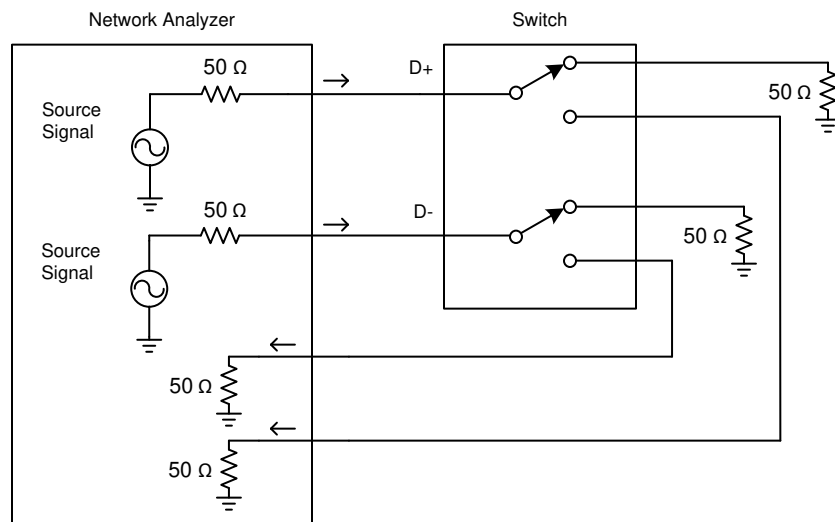 Network Analyzer
Switch
50 Ω
D+
50 Ω
Source
Signal
50 Ω
D-
50 Ω
Source
Signal
50 Ω
50 Ω